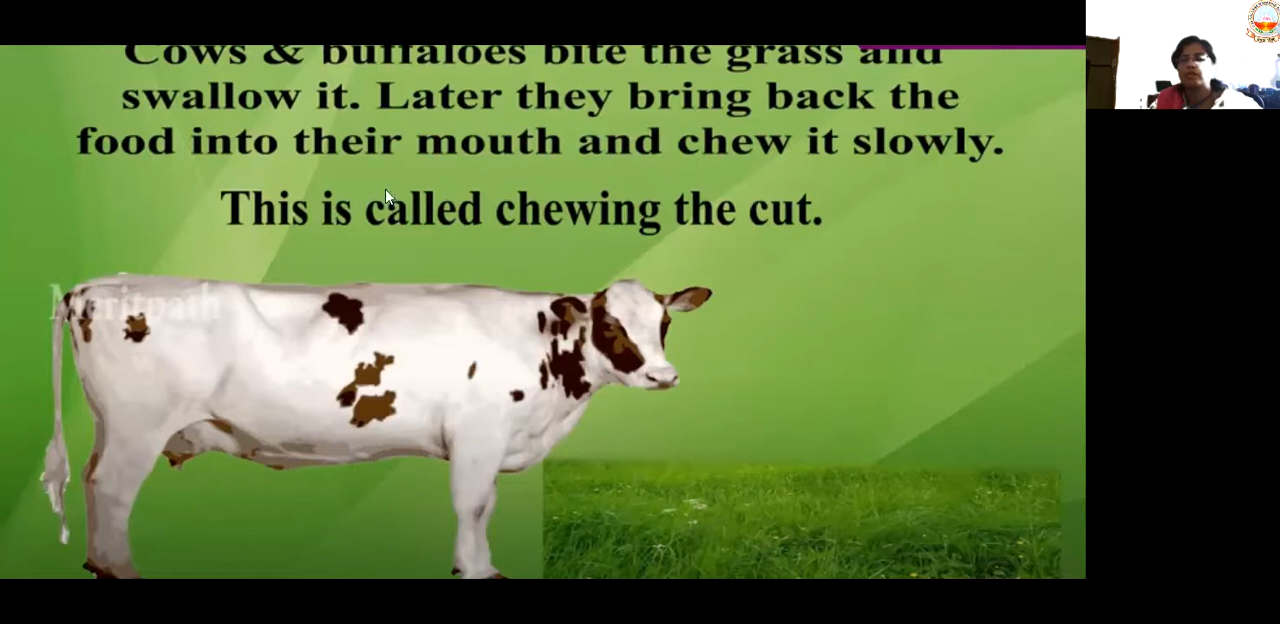 Cows & buffaloes bite the grass and
swallow it. Later they bring back the
food into their mouth and chew it slowly.
This is called chewing the cut.
Meritpath